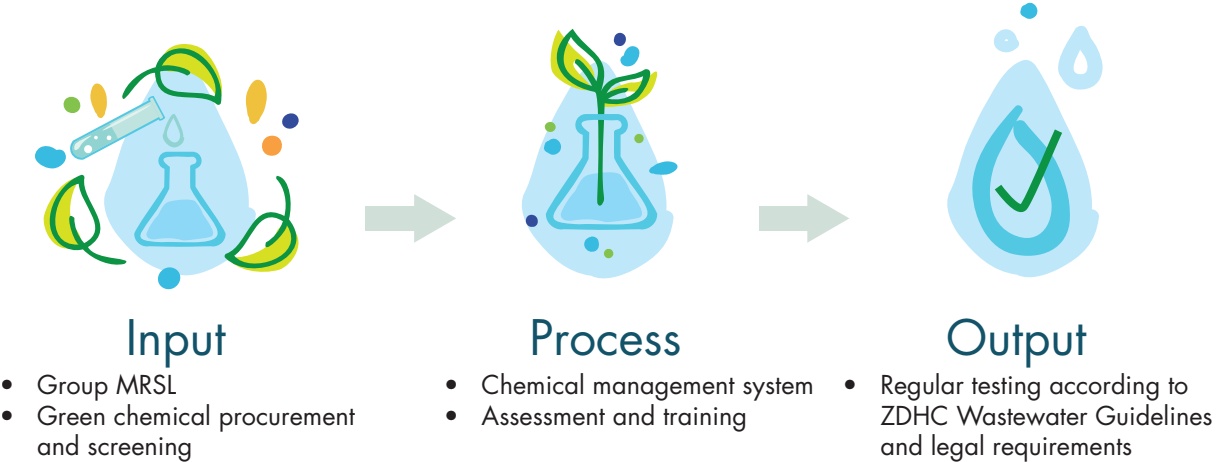 Input
• Group MRSL
• Green chemical procurement
and screening
Process
• Chemical management system
• Assessment and training
Output
• Regular testing according to
ZDHC Wastewater Guidelines
and legal requirements